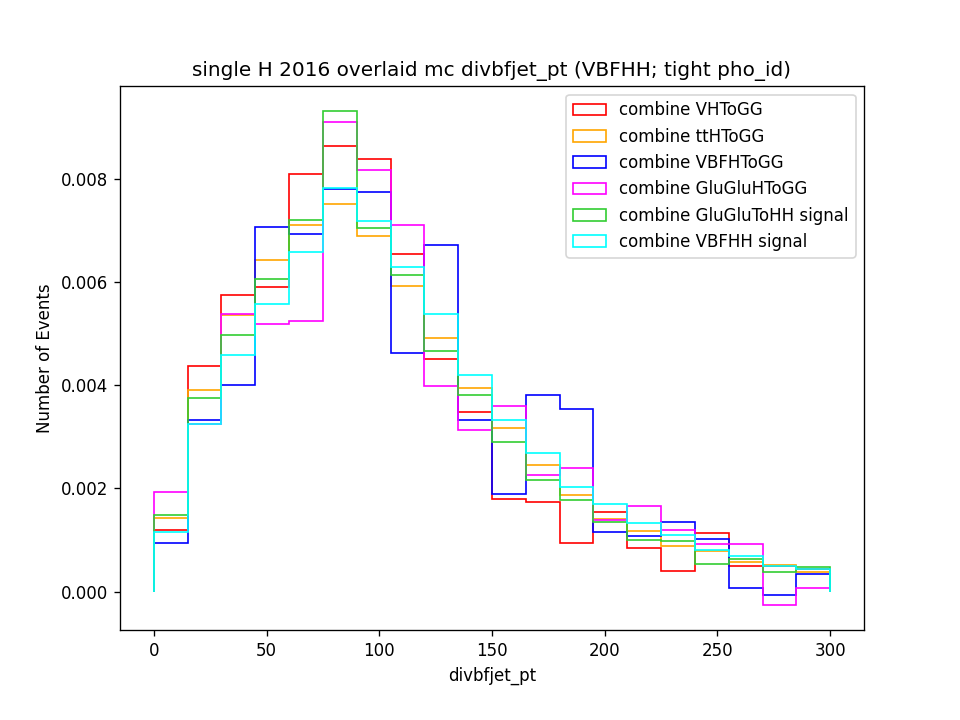 single H 2016 overlaid mc divbfjet_pt (VBFHH; tight pho_id)
combine VHToGG
combine ttHToGG
combine VBFHToGG
combine GluGluHToGG
combine GluGluToHH signal
combine VBFHH signal
Number of Events
0.008
0.006
0.004
0.002
0.000
0 50 100 150 200 250 300
divbfjet_pt